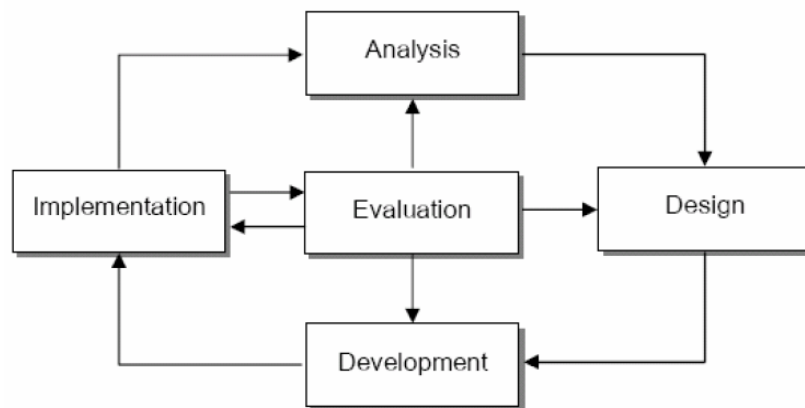 Analysis
Implementation
Evaluation
Design
Development